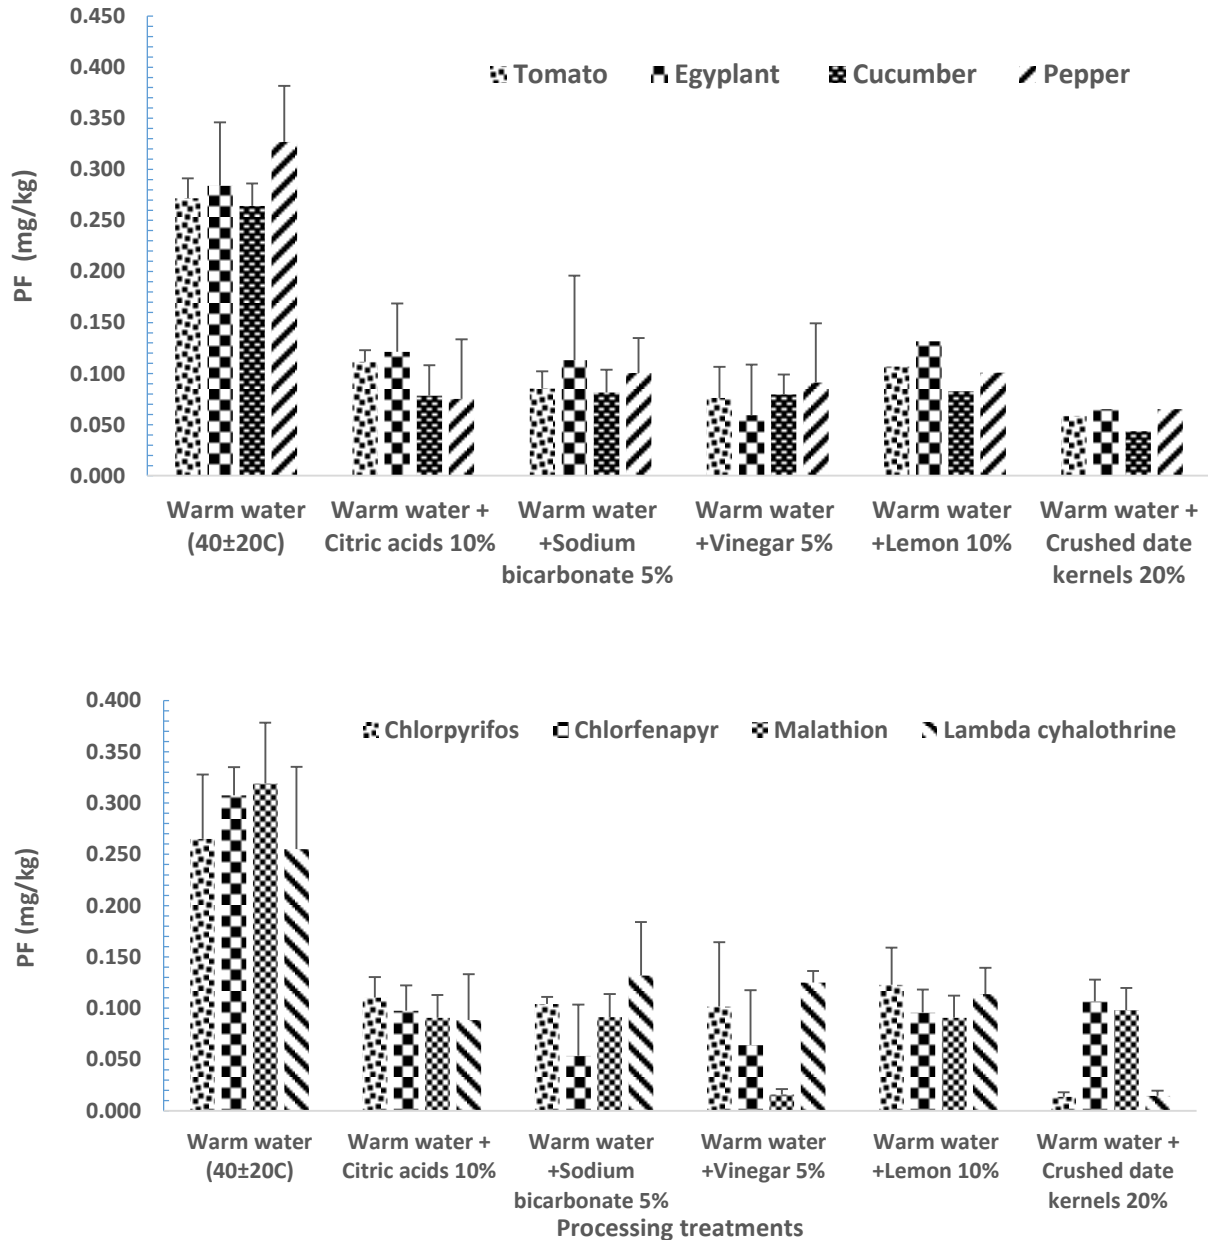 0.450
0.400
0.350
0.300
0.250
0.200
0.150
0.100
0.050
0.000
PF (mg/kg)
Tomato Egyplant Cucumber Pepper
Warm water Warm water + Warm water Warm water Warm water Warm water +
(40±20C) Citric acids 10% +Sodium +Vinegar 5% +Lemon 10% Crushed date
bicarbonate 5% kernels 20%
0.400
0.350
0.300
0.250
0.200
0.150
0.100
0.050
0.000
PF (mg/kg)
Chlorpyrifos Chlorfenapyr Malathion Lambda cyhalothrine
Warm water Warm water + Warm water Warm water Warm water Warm water +
(40±20C) Citric acids 10% +Sodium +Vinegar 5% +Lemon 10% Crushed date
bicarbonate 5% kernels 20%
Processing treatments